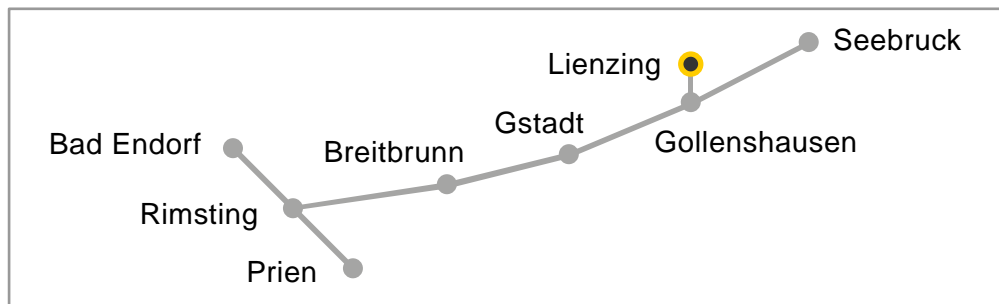 Seebruck
Lienzing
Gstadt
Gollenshausen
Bad Endorf
Breitbrunn
Rimsting
Prien